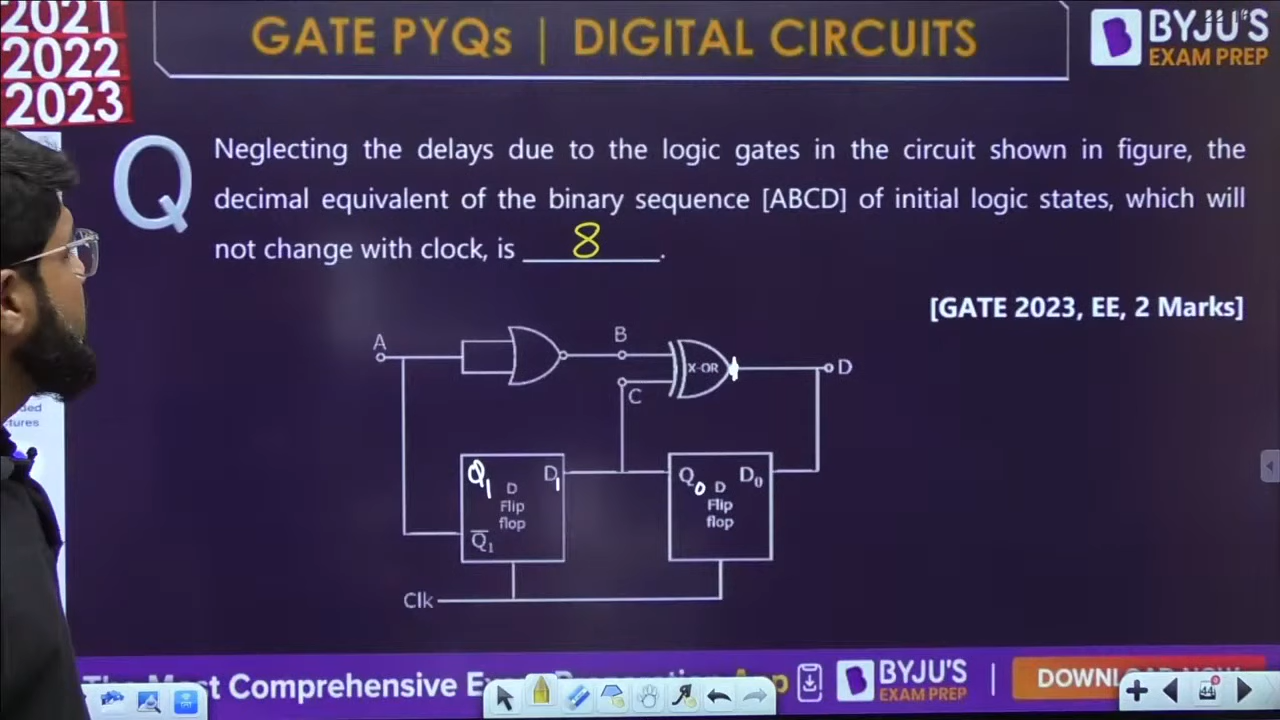 2021
2022
2023
GATE PYQs | DIGITAL CIRCUITS
BYJU'S
EXAM PREP
Q
Neglecting the delays due to the logic gates in the circuit shown in figure, the
decimal equivalent of the binary sequence [ABCD] of initial logic states, which will
not change with clock, is 8.
[GATE 2023, EE, 2 Marks]
A
B
X-OR
D
C
Q₁ D₁
D
Flip
flop
Q̅₁
Q₀ D₀
D
Flip
flop
Clk
tures
Most Comprehensive
BYJU'S
EXAM PREP
|
44